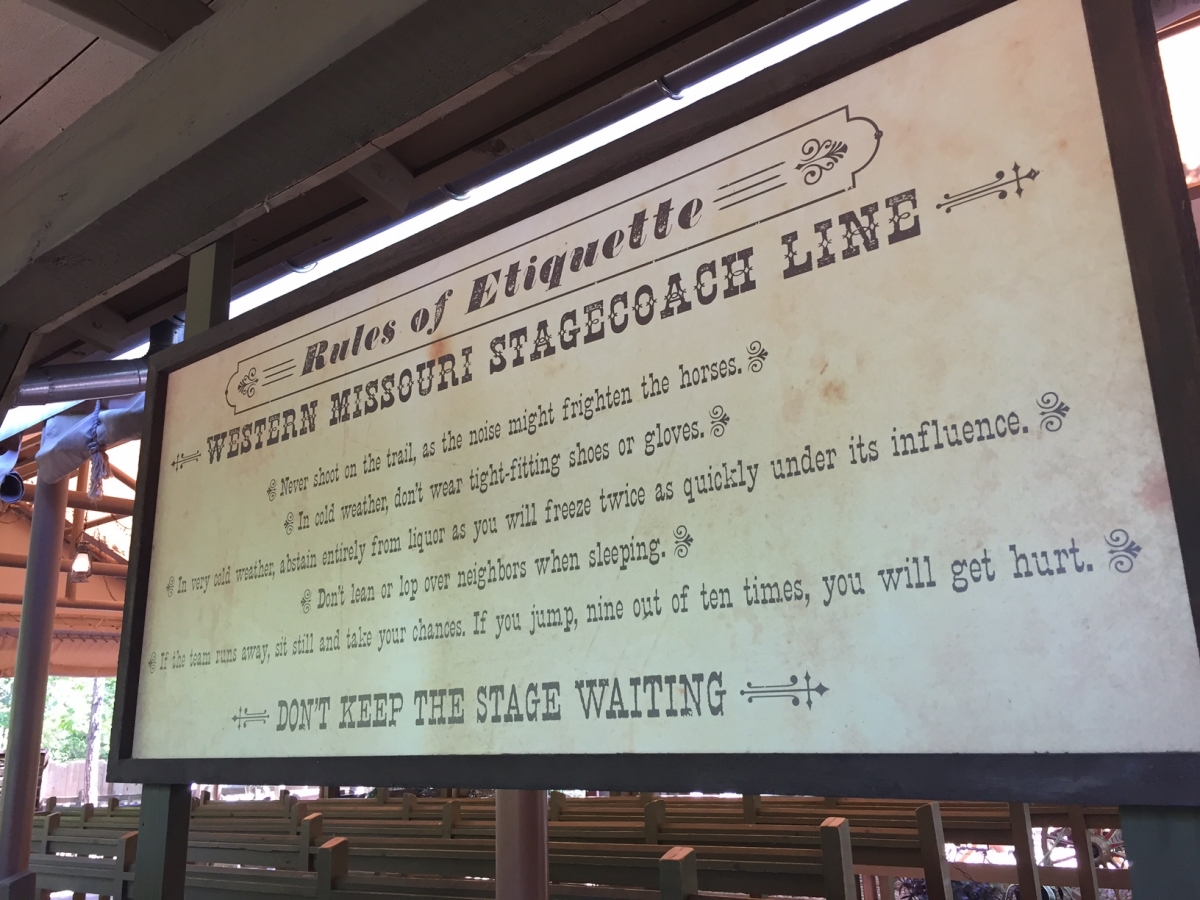 Rules of Etiquette
WESTERN MISSOURI STAGECOACH LINE
Never shoot on the trail, as the noise might frighten the horses.
In cold weather, don't wear tight-fitting shoes or gloves.
In very cold weather, abstain entirely from liquor as you will freeze twice as quickly under its influence.
Don't lean or lop over neighbors when sleeping.
If the team runs away, sit still and take your chances. If you jump, nine out of ten times, you will get hurt.
DON'T KEEP THE STAGE WAITING